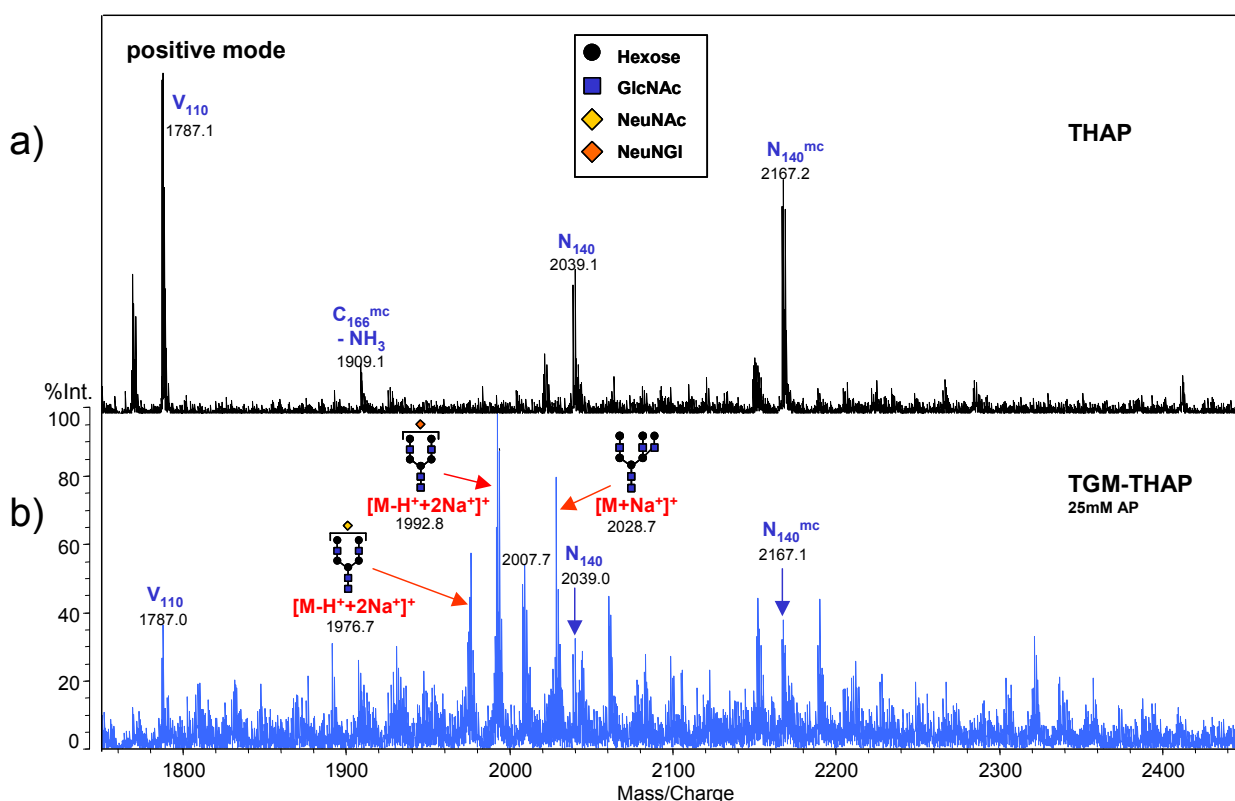 positive mode
Hexose
GlcNAc
NeuNAc
NeuNGl
a)
THAP
V110
1787.1
C166mc
- NH3
1909.1
N140
2039.1
N140mc
2167.2
%Int.
100
80
60
40
20
0
b)
TGM-THAP
25mM AP
V110
1787.0
[M-H++2Na+]+
1976.7
[M-H++2Na+]+
1992.8
2007.7
[M+Na+]+
2028.7
N140
2039.0
N140mc
2167.1
1800
1900
2000
2100
2200
2300
2400
Mass/Charge